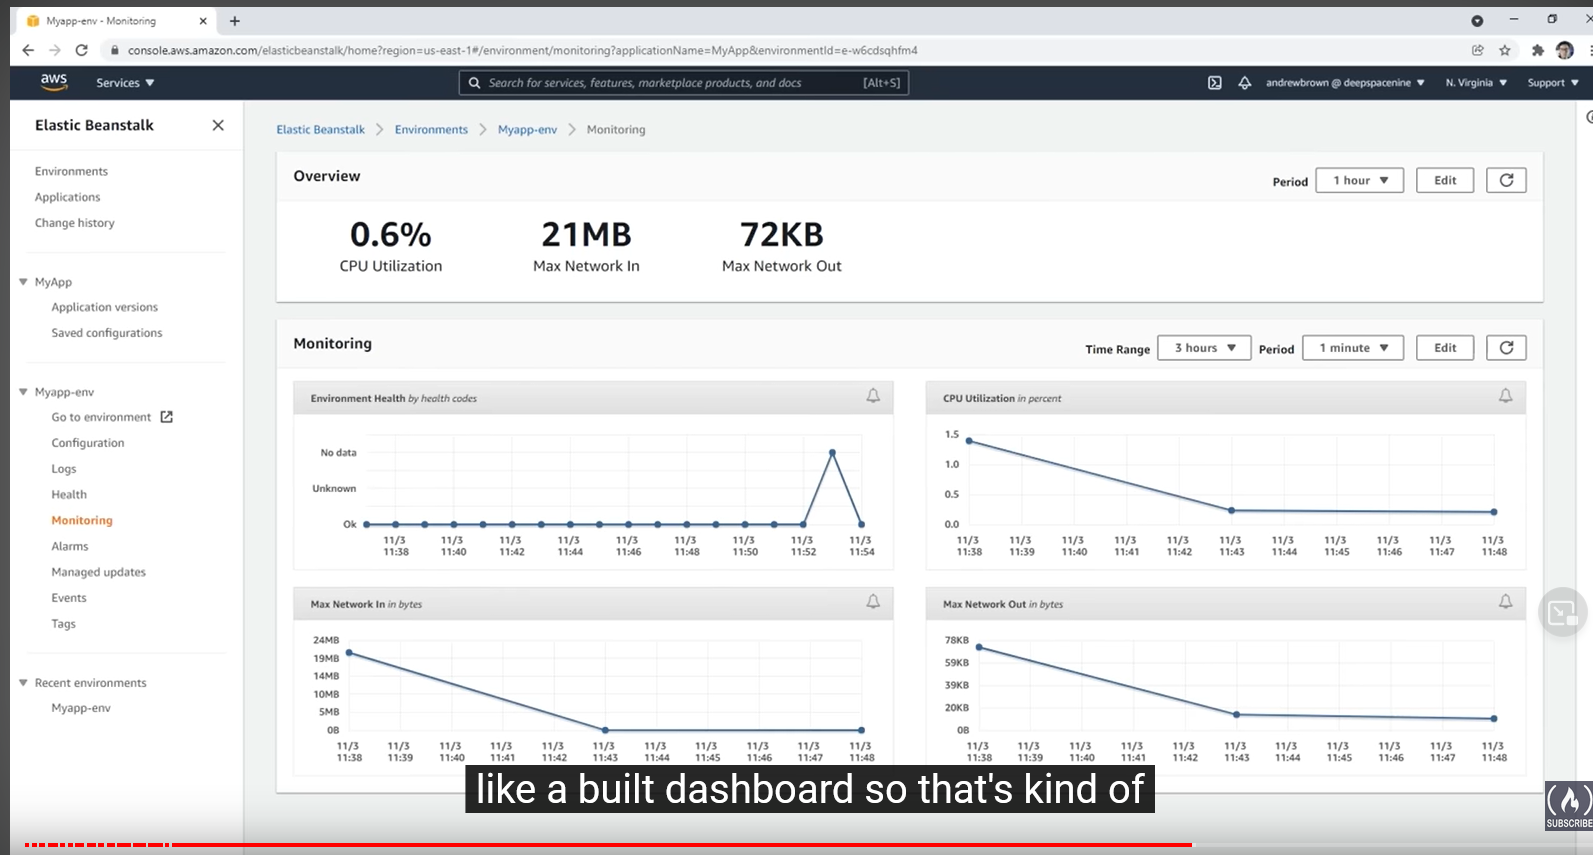 Myapp-env - Monitoring
console.aws.amazon.com/elasticbeanstalk/home?region=us-east-1#/environment/monitoring?applicationName=MyApp&environmentId=e-w6cdsqhfm4
aws
Services
Search for services, features, marketplace products, and docs
[Alt+S]
andrewbrown @ deepspacenine
N. Virginia
Support
Elastic Beanstalk
Environments
Applications
Change history
MyApp
Application versions
Saved configurations
Myapp-env
Go to environment
Configuration
Logs
Health
Monitoring
Alarms
Managed updates
Events
Tags
Recent environments
Myapp-env
Elastic Beanstalk
Environments
Myapp-env
Monitoring
Overview
Period
1 hour
Edit
0.6%
CPU Utilization
21MB
Max Network In
72KB
Max Network Out
Monitoring
Time Range
3 hours
Period
1 minute
Edit
Environment Health by health codes
No data
Unknown
Ok
11/3 11/3 11/3 11/3 11/3 11/3 11/3 11/3 11/3
11:38 11:40 11:42 11:44 11:46 11:48 11:50 11:52 11:54
CPU Utilization in percent
1.5
1.0
0.5
0.0
11/3 11/3 11/3 11/3 11/3 11/3 11/3 11/3 11/3 11/3 11/3
11:38 11:39 11:40 11:41 11:42 11:43 11:44 11:45 11:46 11:47 11:48
Max Network In in bytes
24MB
19MB
14MB
10MB
5MB
0B
11/3 11/3 11/3 11/3 11/3 11/3 11/3 11/3 11/3 11/3 11/3
11:38 11:39 11:40 11:41 11:42 11:43 11:44 11:45 11:46 11:47 11:48
Max Network Out in bytes
78KB
59KB
39KB
20KB
0B
11/3 11/3 11/3 11/3 11/3 11/3 11/3 11/3 11/3 11/3 11/3
11:38 11:39 11:40 11:41 11:42 11:43 11:44 11:45 11:46 11:47 11:48
like a built dashboard so that's kind of
SUBSCRIBE